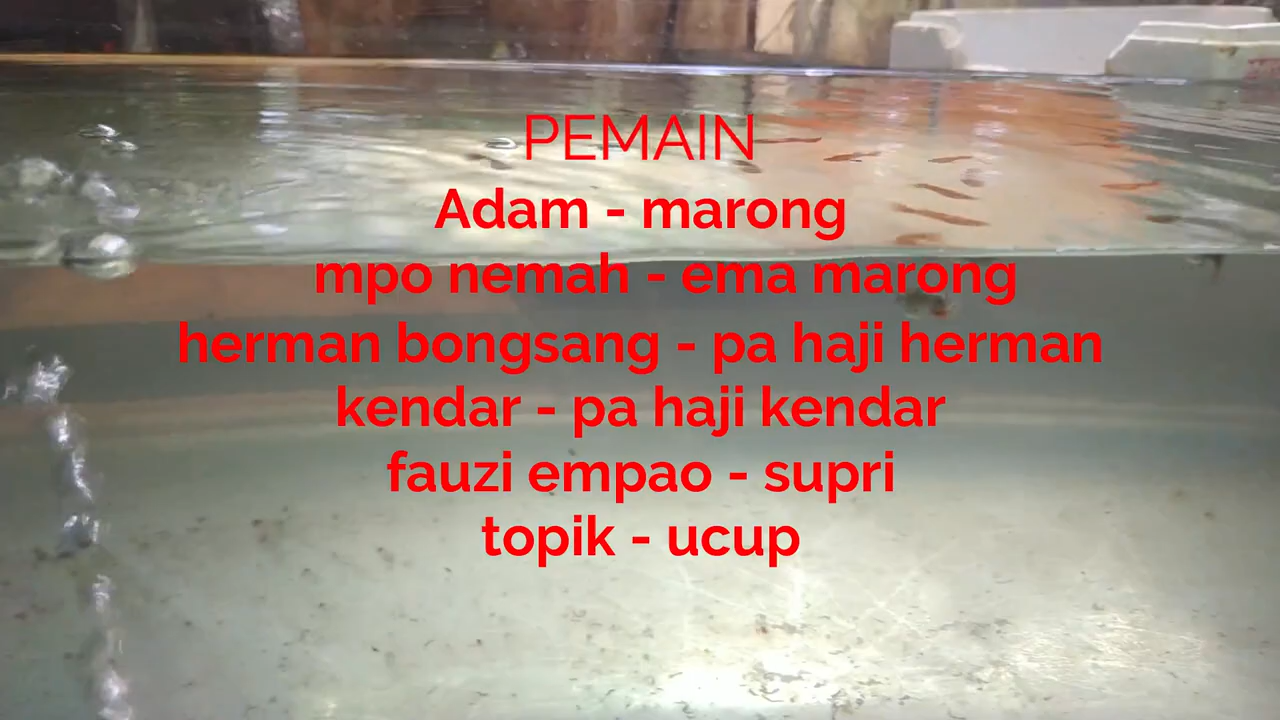 PEMAIN
Adam - marong
mpo nemah - ema marong
herman bongsang - pa haji herman
kendar - pa haji kendar
fauzi empao - supri
topik - ucup